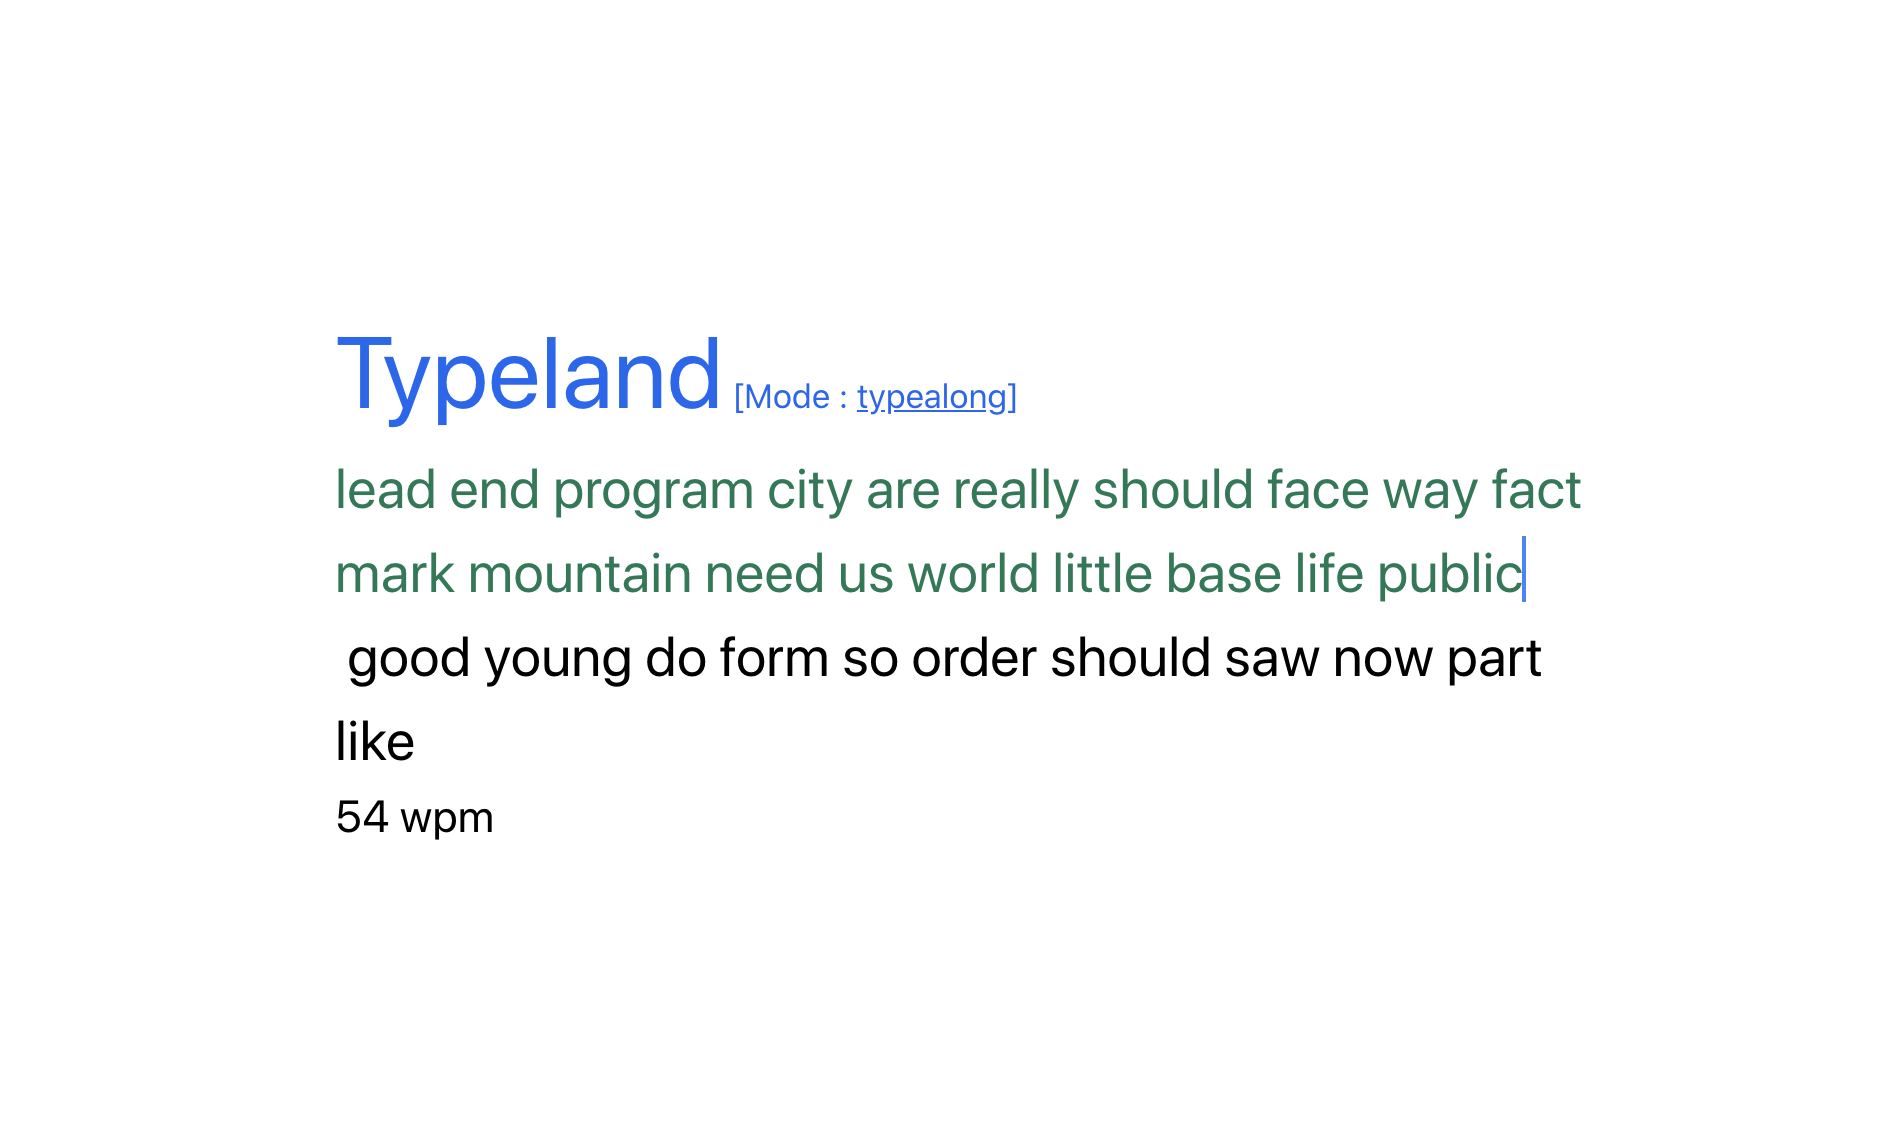 Typeland [Mode : typealong]
lead end program city are really should face way fact
mark mountain need us world little base life public
good young do form so order should saw now part
like
54 wpm